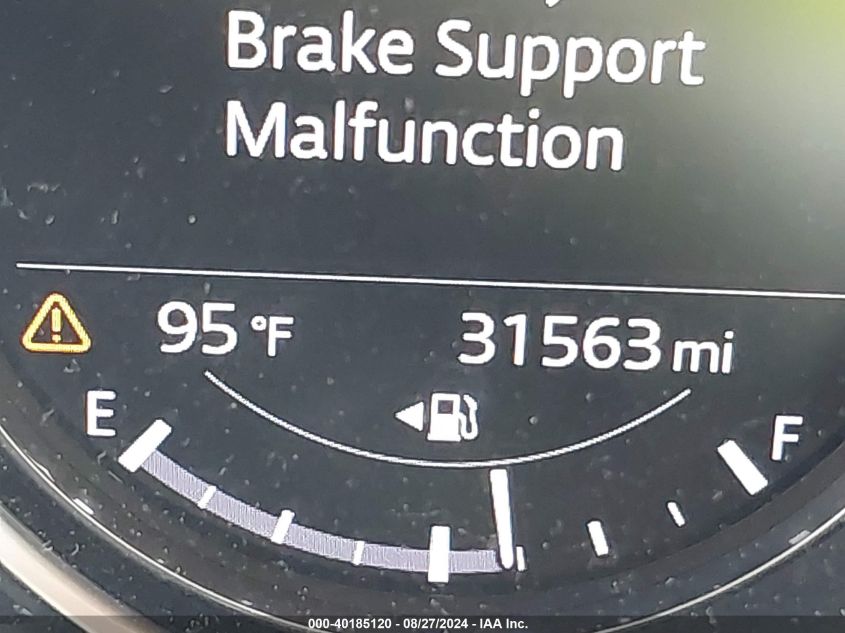 Brake Support
Malfunction
95 °F 31563 mi
E F
000-40185120 - 08/27/2024 - IAA Inc.